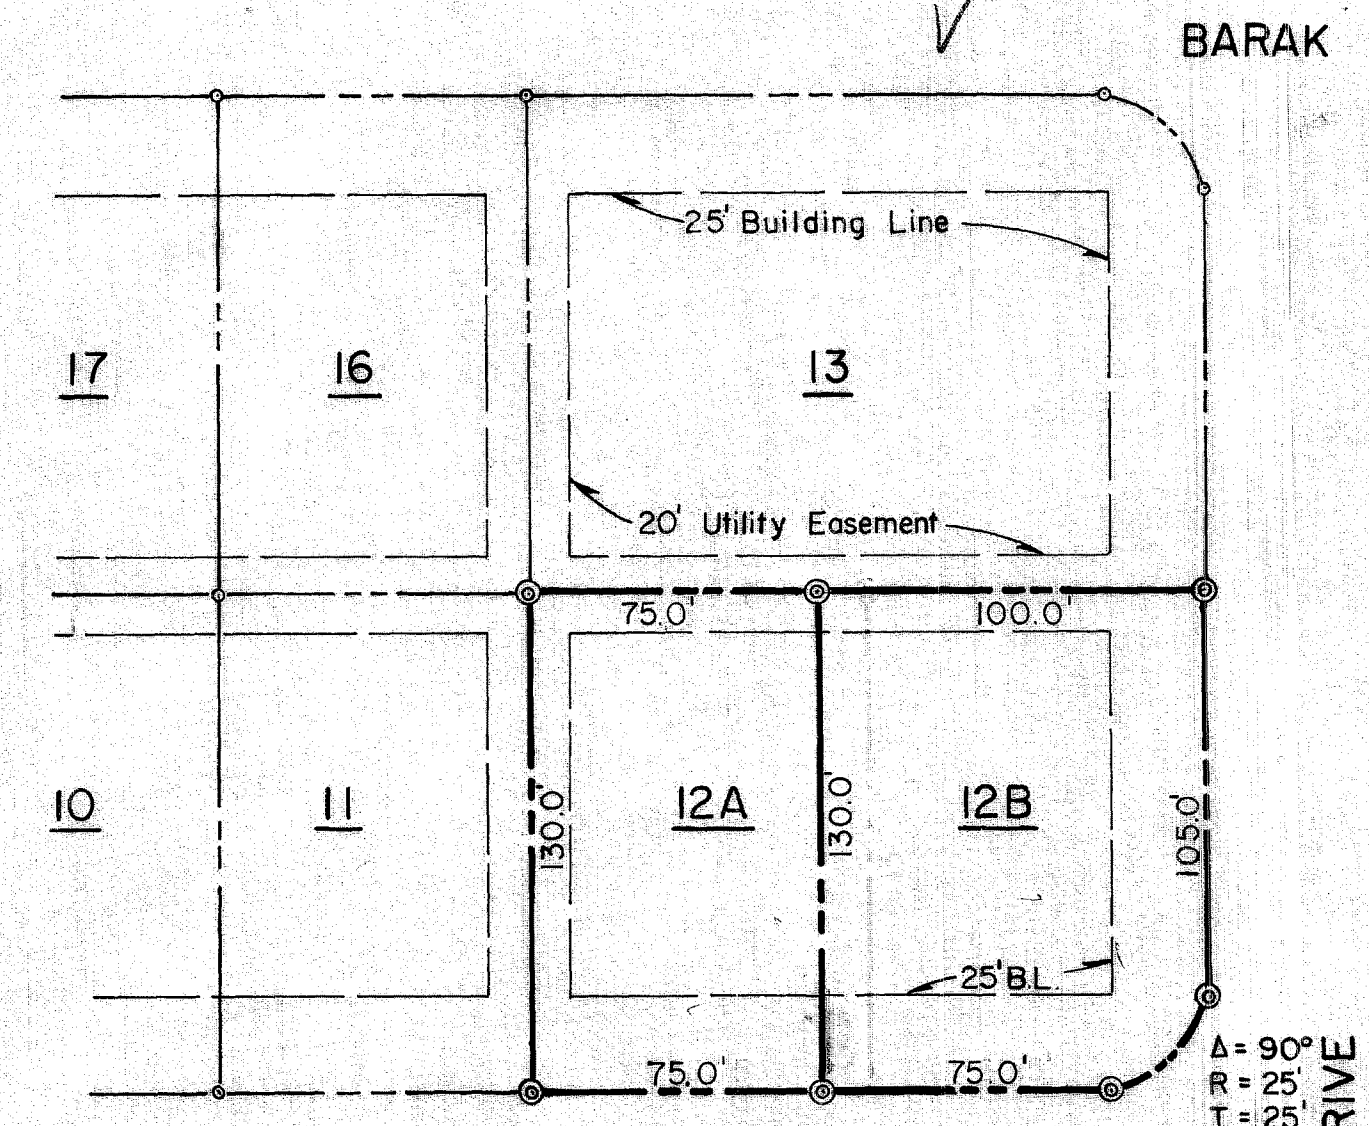 BARAK
25' Building Line
17
16
13
20' Utility Easement
75.0'
100.0'
10
11
12A
12B
130.0'
130.0'
105.0'
25' B.L.
75.0'
75.0'
Δ = 90°
R = 25'
T = 25'
RIVE